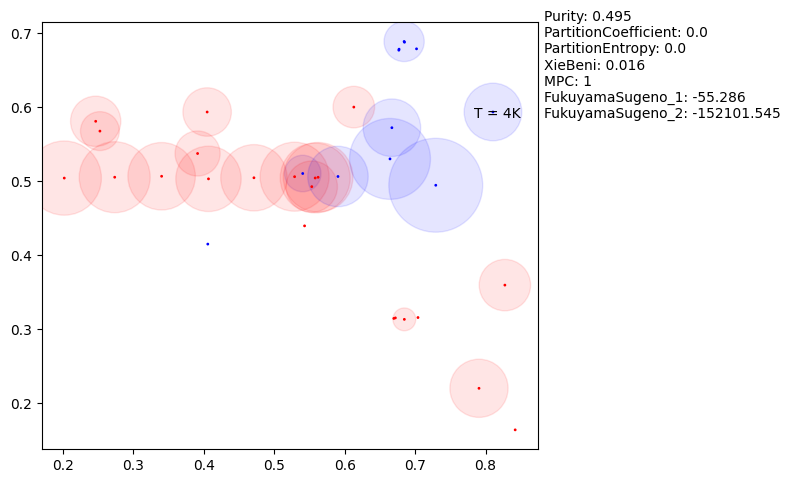 Purity: 0.495
PartitionCoefficient: 0.0
PartitionEntropy: 0.0
XieBeni: 0.016
MPC: 1
FukuyamaSugeno_1: -55.286
FukuyamaSugeno_2: -152101.545
T = 4K
0.7
0.6
0.5
0.4
0.3
0.2
0.2 0.3 0.4 0.5 0.6 0.7 0.8